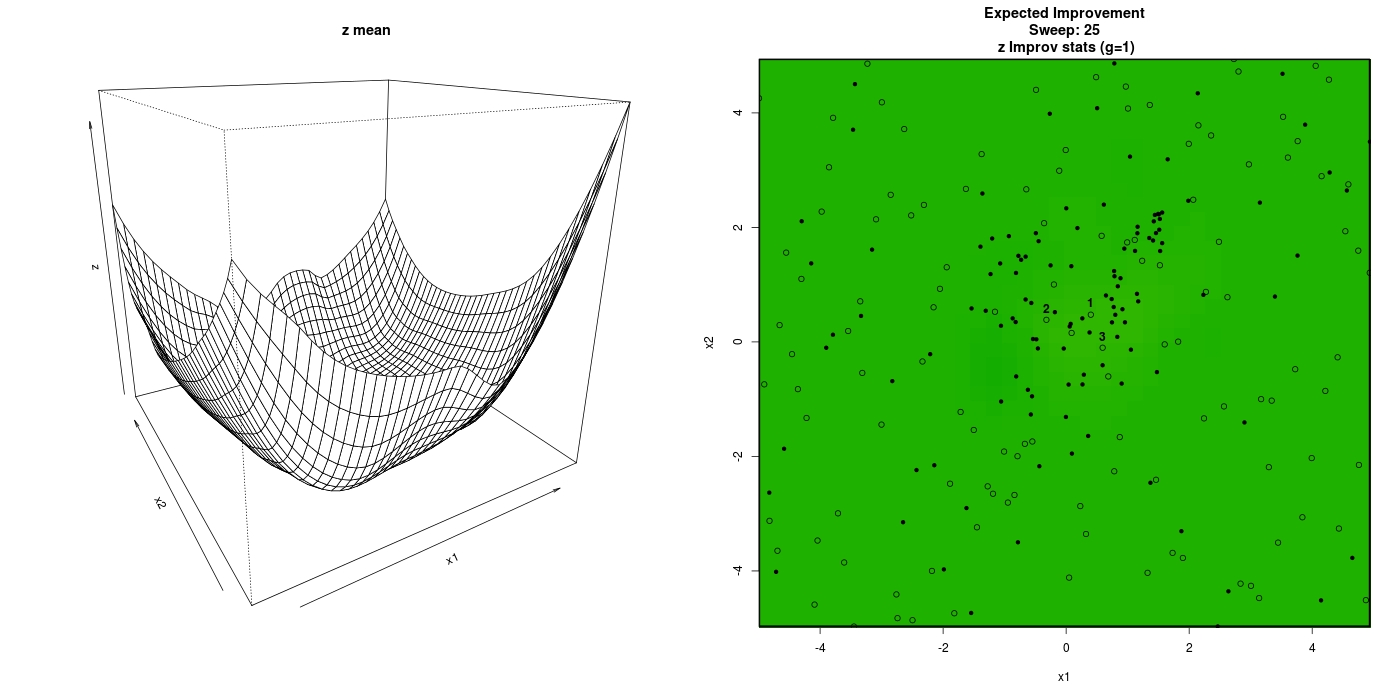 z mean
z
x2
x1
Expected Improvement
Sweep: 25
z Improv stats (g=1)
4
2
0
-2
-4
x2
1
2
3
-4
-2
0
2
4
x1